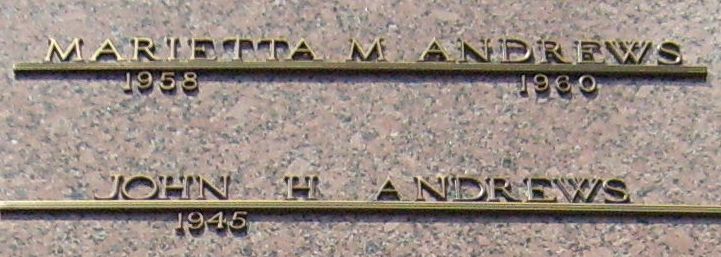 MARIETTA M ANDREWS
1958 1960
JOHN H ANDREWS
1945